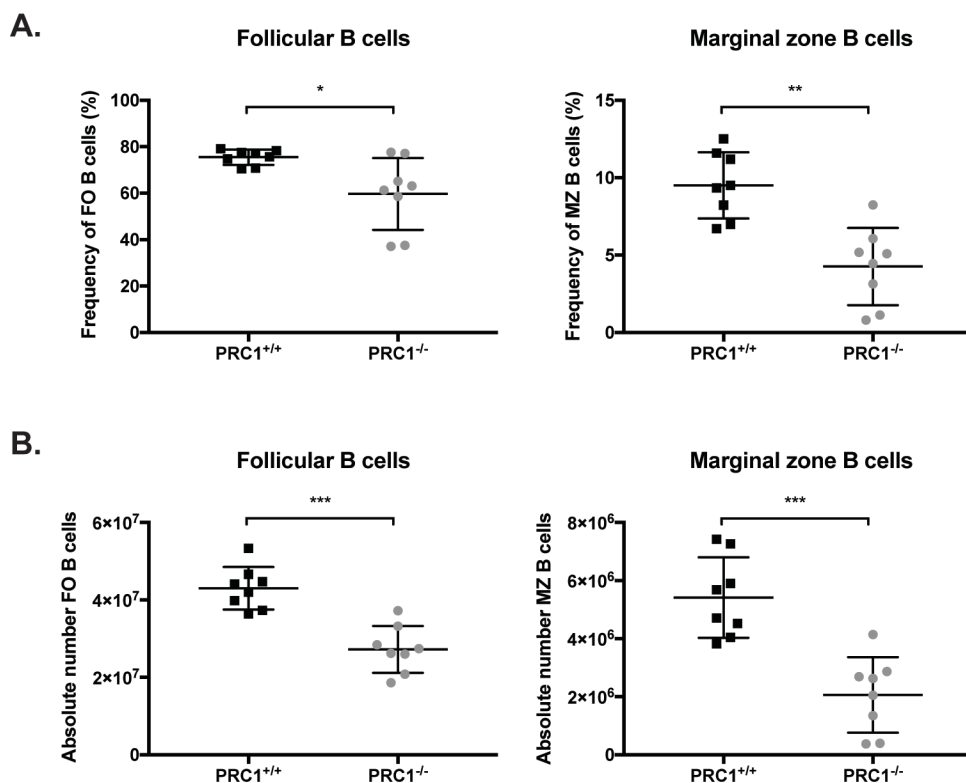 A.
Follicular B cells
Marginal zone B cells
*
**
Frequency of FO B cells (%)
100
80
60
40
20
0
PRC1+/+
PRC1-/-
Frequency of MZ B cells (%)
15
10
5
0
PRC1+/+
PRC1-/-
B.
Follicular B cells
Marginal zone B cells
***
***
Absolute number FO B cells
6×10⁷
4×10⁷
2×10⁷
0
PRC1+/+
PRC1-/-
Absolute number MZ B cells
8×10⁶
6×10⁶
4×10⁶
2×10⁶
0
PRC1+/+
PRC1-/-